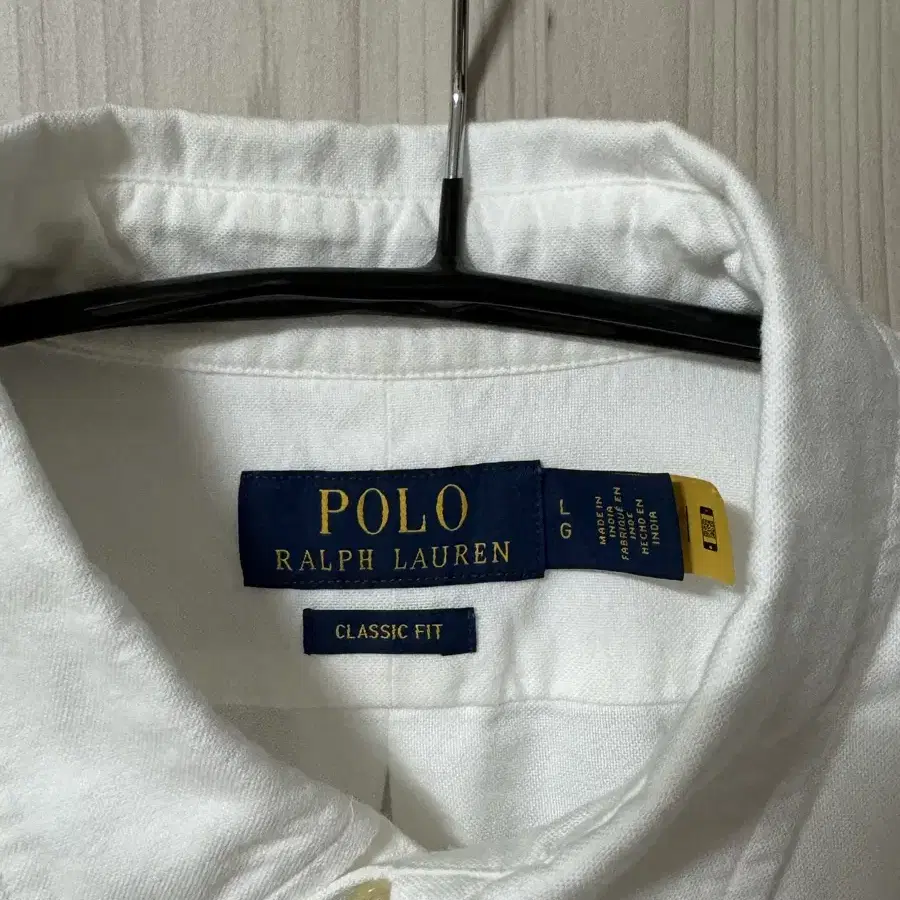 POLO
RALPH LAUREN
L
G
MADE IN
INDIA
FABRIQUÉ EN
INDE
HECHO EN
INDIA
CLASSIC FIT